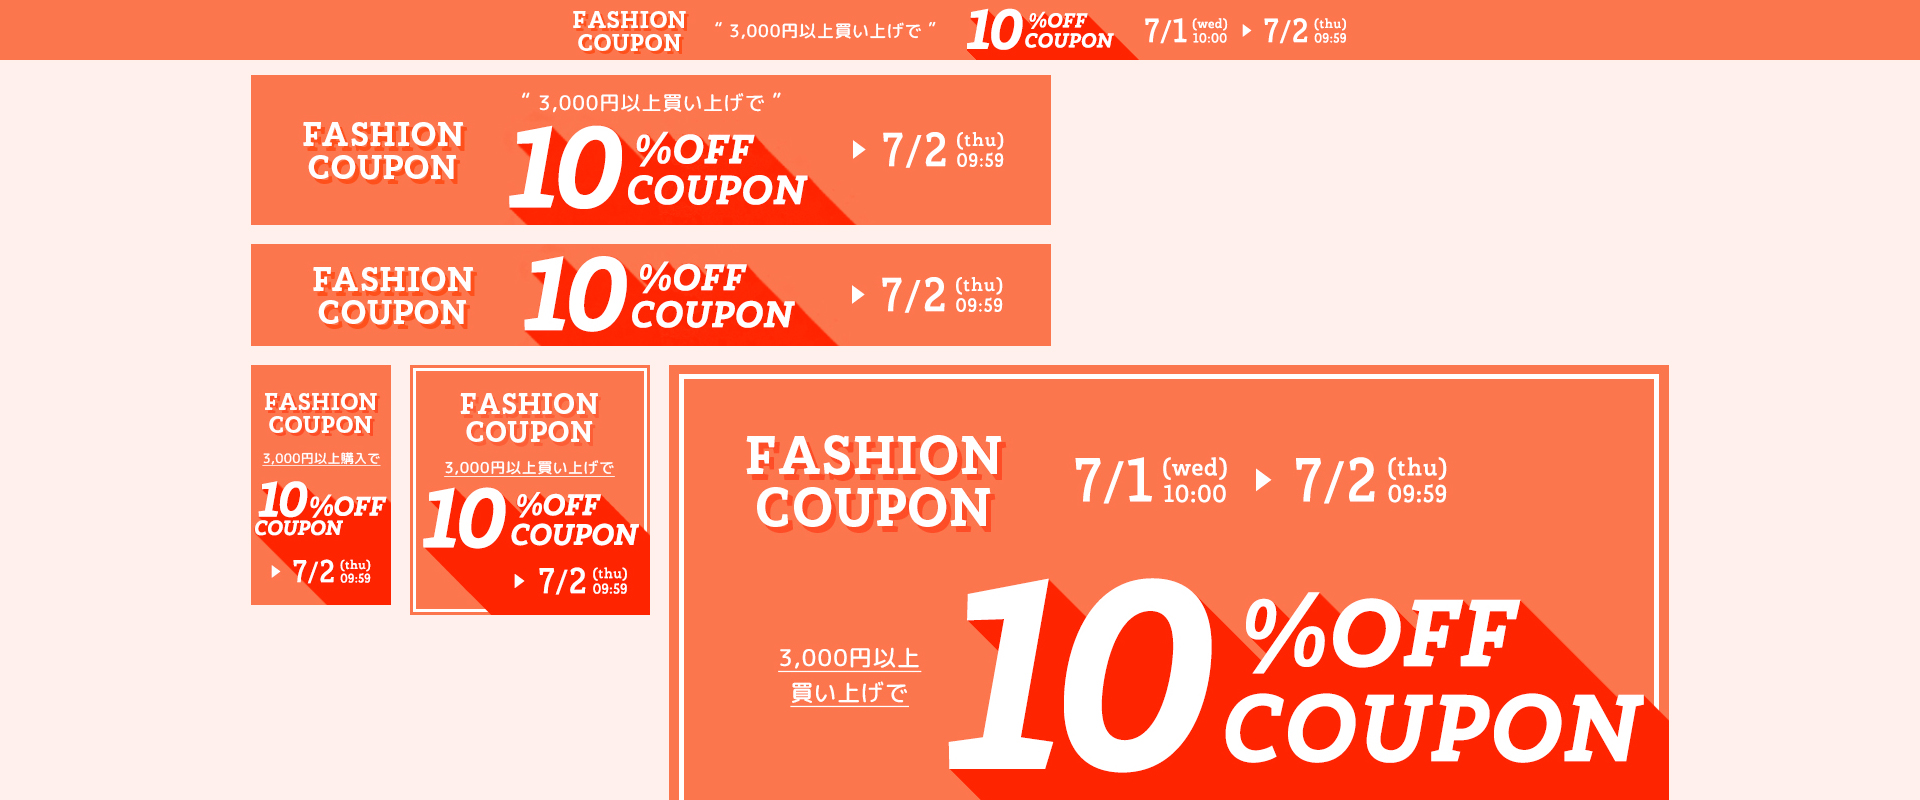 FASHION
COUPON
“ 3,000円以上買い上げで ”
10 %OFF
COUPON
7/1 (wed) 10:00 ▶ 7/2 (thu) 09:59
FASHION
COUPON
“ 3,000円以上買い上げで ”
10 %OFF
COUPON
▶ 7/2 (thu) 09:59
FASHION
COUPON
10 %OFF
COUPON
▶ 7/2 (thu) 09:59
FASHION
COUPON
3,000円以上購入で
10 %OFF
COUPON
▶ 7/2 (thu) 09:59
FASHION
COUPON
3,000円以上買い上げで
10 %OFF
COUPON
▶ 7/2 (thu) 09:59
FASHION
COUPON
7/1 (wed) 10:00 ▶ 7/2 (thu) 09:59
3,000円以上
買い上げで
10 %OFF
COUPON